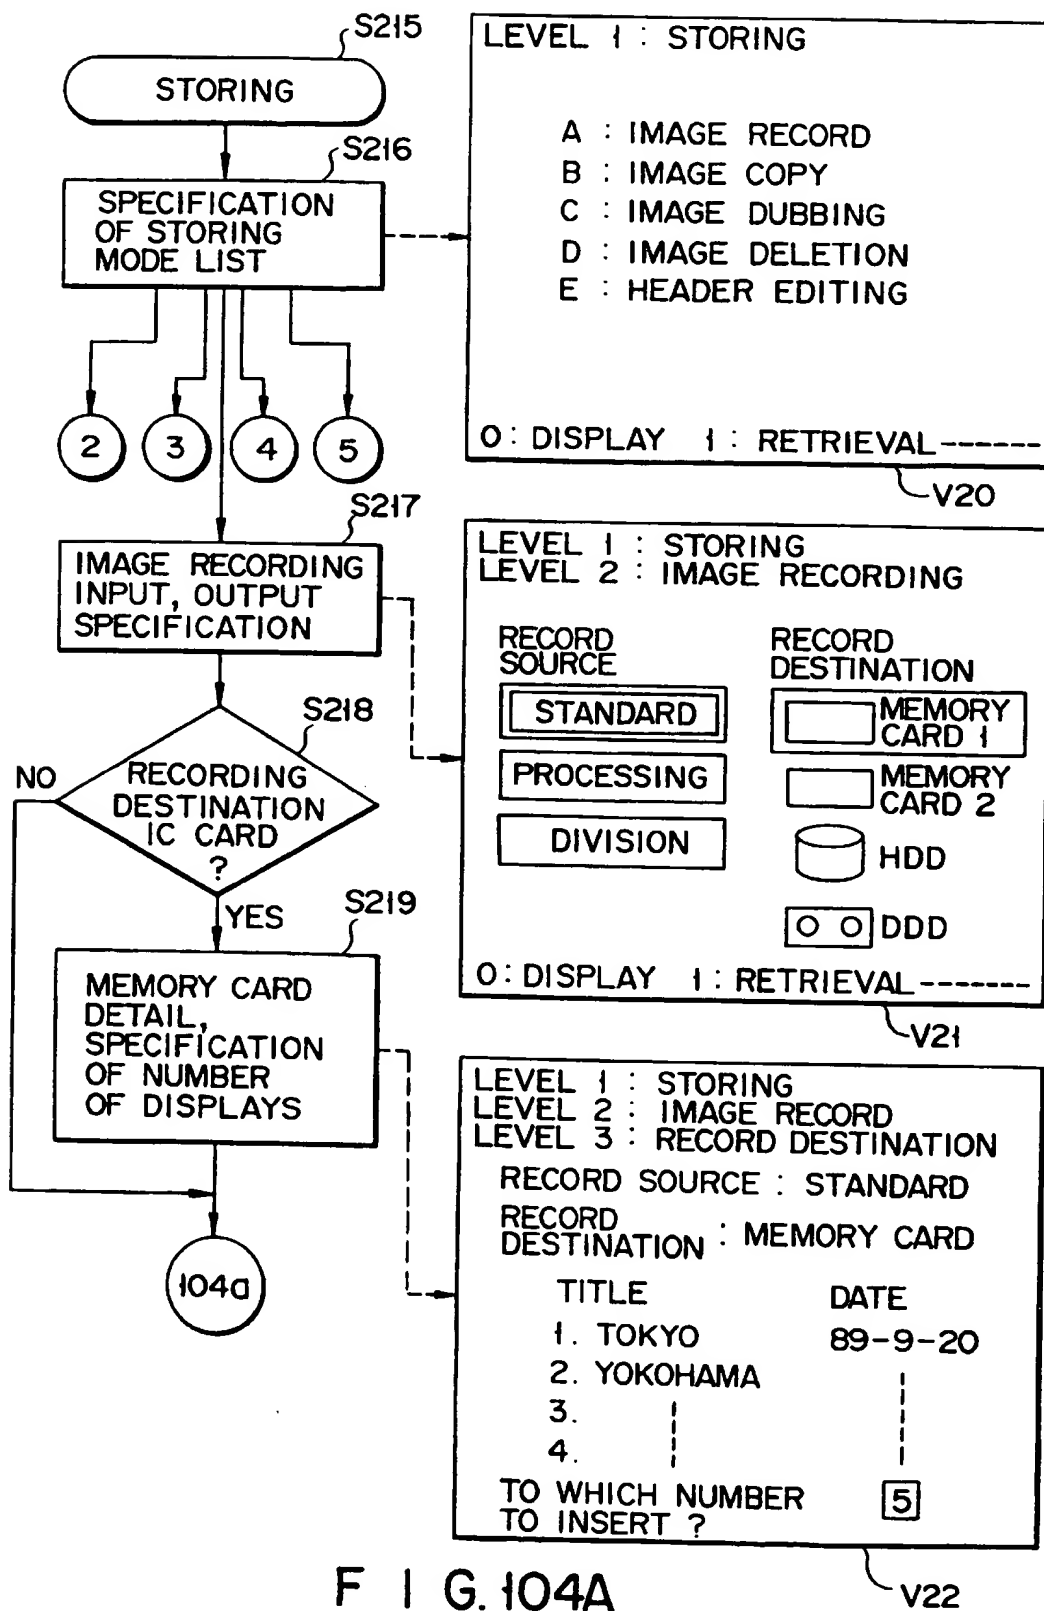 S215
STORING
S216
SPECIFICATION
OF STORING
MODE LIST
2
3
4
5
S217
IMAGE RECORDING
INPUT, OUTPUT
SPECIFICATION
S218
NO
RECORDING
DESTINATION
IC CARD
?
YES
S219
MEMORY CARD
DETAIL,
SPECIFICATION
OF NUMBER
OF DISPLAYS
104a
LEVEL 1 : STORING
A : IMAGE RECORD
B : IMAGE COPY
C : IMAGE DUBBING
D : IMAGE DELETION
E : HEADER EDITING
0 : DISPLAY 1 : RETRIEVAL ------
V20
LEVEL 1 : STORING
LEVEL 2 : IMAGE RECORDING
RECORD
SOURCE
STANDARD
PROCESSING
DIVISION
RECORD
DESTINATION
MEMORY
CARD 1
MEMORY
CARD 2
HDD
DDD
0 : DISPLAY 1 : RETRIEVAL -------
V21
LEVEL 1 : STORING
LEVEL 2 : IMAGE RECORD
LEVEL 3 : RECORD DESTINATION
RECORD SOURCE : STANDARD
RECORD
DESTINATION : MEMORY CARD
TITLE DATE
1. TOKYO 89-9-20
2. YOKOHAMA
3.
4.
TO WHICH NUMBER 5
TO INSERT ?
V22
F I G. 104A